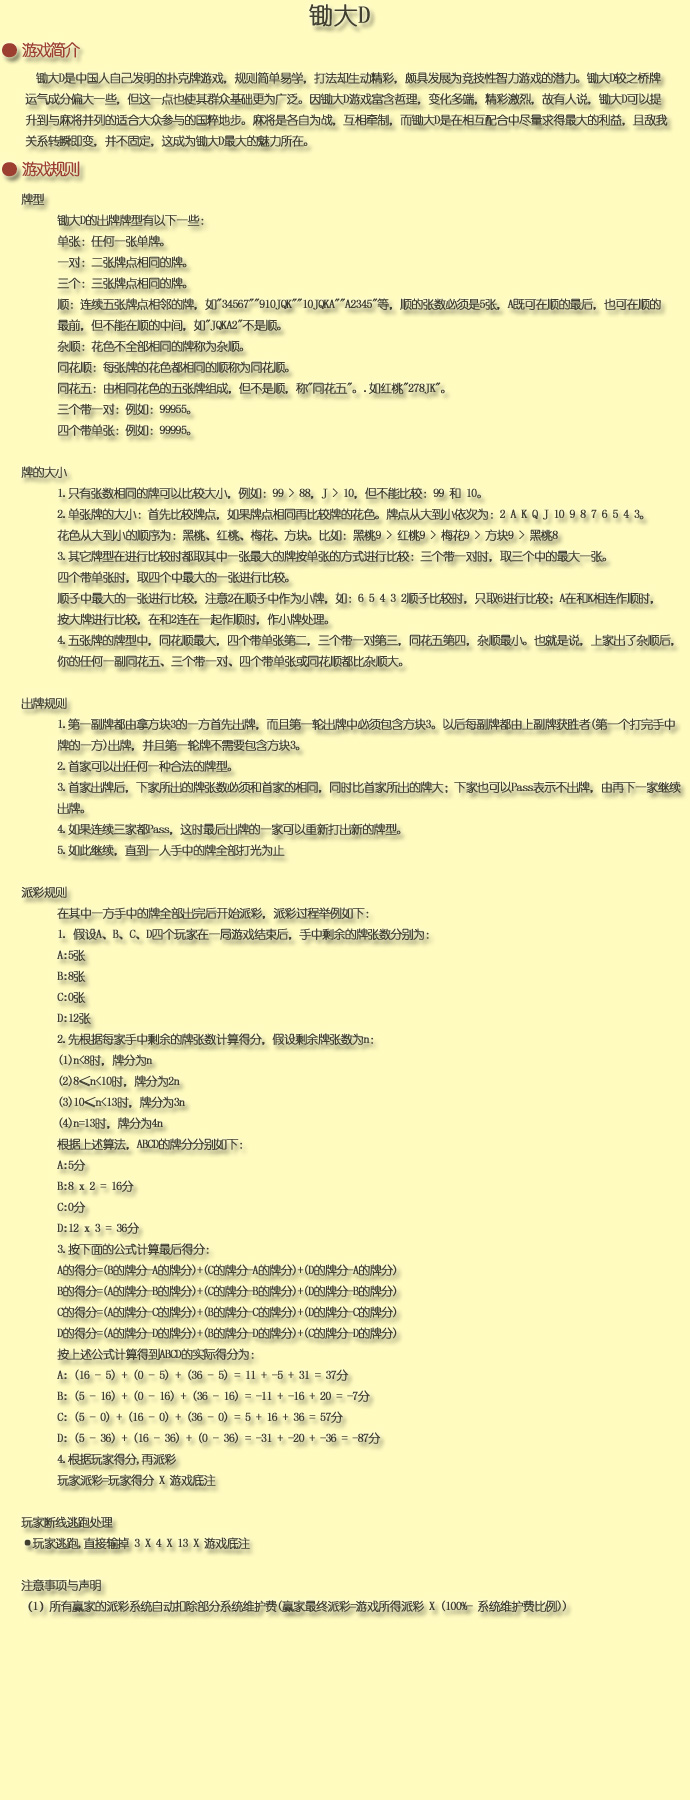 锄大D
游戏简介
锄大D是中国人自己发明的扑克牌游戏，规则简单易学，打法却生动精彩，颇具发展为竞技性智力游戏的潜力。锄大D较之桥牌
运气成分偏大一些，但这一点也使其群众基础更为广泛。因锄大D游戏富含哲理，变化多端，精彩激烈，故有人说，锄大D可以提
升到与麻将并列的适合大众参与的国粹地步。麻将是各自为战，互相牵制，而锄大D是在相互配合中尽量求得最大的利益，且敌我
关系转瞬即变，并不固定，这成为锄大D最大的魅力所在。
游戏规则
牌型
锄大D的出牌牌型有以下一些：
单张：任何一张单牌。
一对：二张牌点相同的牌。
三个：三张牌点相同的牌。
顺：连续五张牌点相邻的牌，如"34567""910JQK""10JQKA""A2345"等，顺的张数必须是5张，A既可在顺的最后，也可在顺的
最前，但不能在顺的中间，如"JQKA2"不是顺。
杂顺：花色不全部相同的牌称为杂顺。
同花顺：每张牌的花色都相同的顺称为同花顺。
同花五：由相同花色的五张牌组成，但不是顺，称"同花五"。.如红桃"278JK"。
三个带一对：例如：99955。
四个带单张：例如：99995。
牌的大小
1.只有张数相同的牌可以比较大小，例如：99 > 88，J > 10，但不能比较：99 和 10。
2.单张牌的大小：首先比较牌点，如果牌点相同再比较牌的花色。牌点从大到小依次为：2 A K Q J 10 9 8 7 6 5 4 3。
花色从大到小的顺序为：黑桃、红桃、梅花、方块。比如：黑桃9 > 红桃9 > 梅花9 > 方块9 > 黑桃8
3.其它牌型在进行比较时都取其中一张最大的牌按单张的方式进行比较：三个带一对时，取三个中的最大一张。
四个带单张时，取四个中最大的一张进行比较。
顺子中最大的一张进行比较，注意2在顺子中作为小牌，如：6 5 4 3 2顺子比较时，只取6进行比较；A在和K相连作顺时，
按大牌进行比较，在和2连在一起作顺时，作小牌处理。
4.五张牌的牌型中，同花顺最大，四个带单张第二，三个带一对第三，同花五第四，杂顺最小。也就是说，上家出了杂顺后，
你的任何一副同花五、三个带一对、四个带单张或同花顺都比杂顺大。
出牌规则
1.第一副牌都由拿方块3的一方首先出牌，而且第一轮出牌中必须包含方块3。以后每副牌都由上副牌获胜者(第一个打完手中
牌的一方)出牌，并且第一轮牌不需要包含方块3。
2.首家可以出任何一种合法的牌型。
3.首家出牌后，下家所出的牌张数必须和首家的相同，同时比首家所出的牌大；下家也可以Pass表示不出牌，由再下一家继续
出牌。
4.如果连续三家都Pass，这时最后出牌的一家可以重新打出新的牌型。
5.如此继续，直到一人手中的牌全部打光为止
派彩规则
在其中一方手中的牌全部出完后开始派彩，派彩过程举例如下：
1. 假设A、B、C、D四个玩家在一局游戏结束后，手中剩余的牌张数分别为：
A:5张
B:8张
C:0张
D:12张
2.先根据每家手中剩余的牌张数计算得分，假设剩余牌张数为n：
(1)n<8时，牌分为n
(2)8≤n<10时，牌分为2n
(3)10≤n<13时，牌分为3n
(4)n=13时，牌分为4n
根据上述算法，ABCD的牌分分别如下：
A:5分
B:8 x 2 = 16分
C:0分
D:12 x 3 = 36分
3.按下面的公式计算最后得分：
A的得分=(B的牌分-A的牌分)+(C的牌分-A的牌分)+(D的牌分-A的牌分)
B的得分=(A的牌分-B的牌分)+(C的牌分-B的牌分)+(D的牌分-B的牌分)
C的得分=(A的牌分-C的牌分)+(B的牌分-C的牌分)+(D的牌分-C的牌分)
D的得分=(A的牌分-D的牌分)+(B的牌分-D的牌分)+(C的牌分-D的牌分)
按上述公式计算得到ABCD的实际得分为：
A: (16 - 5) + (0 - 5) + (36 - 5) = 11 + -5 + 31 = 37分
B: (5 - 16) + (0 - 16) + (36 - 16) = -11 + -16 + 20 = -7分
C: (5 - 0) + (16 - 0) + (36 - 0) = 5 + 16 + 36 = 57分
D: (5 - 36) + (16 - 36) + (0 - 36) = -31 + -20 + -36 = -87分
4.根据玩家得分,再派彩
玩家派彩=玩家得分 X 游戏底注
玩家断线逃跑处理
●玩家逃跑,直接输掉 3 X 4 X 13 X 游戏底注
注意事项与声明
(1) 所有赢家的派彩系统自动扣除部分系统维护费(赢家最终派彩=游戏所得派彩 X (100%- 系统维护费比例))